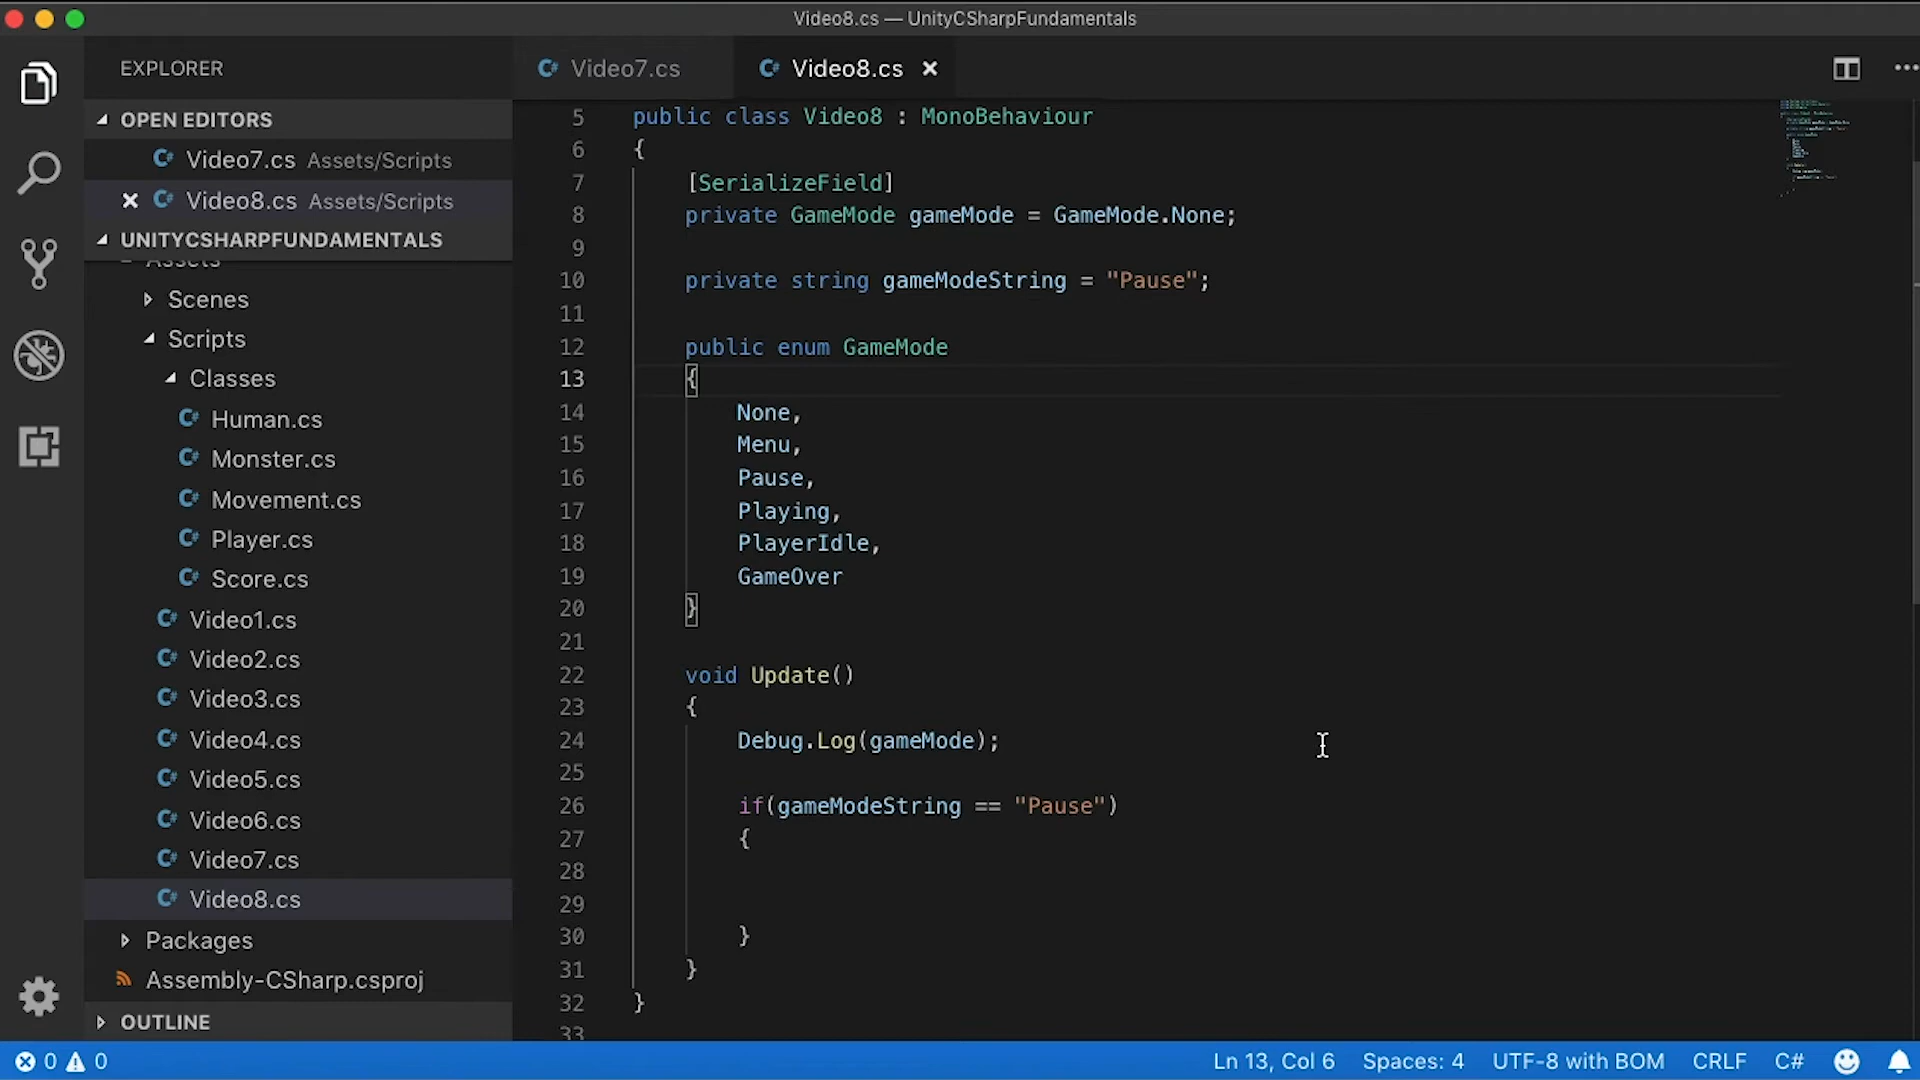 Video8.cs — UnityCSharpFundamentals
EXPLORER
OPEN EDITORS
Video7.cs Assets/Scripts
Video8.cs Assets/Scripts
UNITYCSHARPFUNDAMENTALS
Assets
Scenes
Scripts
Classes
Human.cs
Monster.cs
Movement.cs
Player.cs
Score.cs
Video1.cs
Video2.cs
Video3.cs
Video4.cs
Video5.cs
Video6.cs
Video7.cs
Video8.cs
Packages
Assembly-CSharp.csproj
OUTLINE
Video7.cs
Video8.cs
5 public class Video8 : MonoBehaviour
6 {
7 [SerializeField]
8 private GameMode gameMode = GameMode.None;
9
10 private string gameModeString = "Pause";
11
12 public enum GameMode
13 {
14 None,
15 Menu,
16 Pause,
17 Playing,
18 PlayerIdle,
19 GameOver
20 }
21
22 void Update()
23 {
24 Debug.Log(gameMode);
25
26 if(gameModeString == "Pause")
27 {
28
29
30 }
31 }
32 }
33
0 0
Ln 13, Col 6 Spaces: 4 UTF-8 with BOM CRLF C#